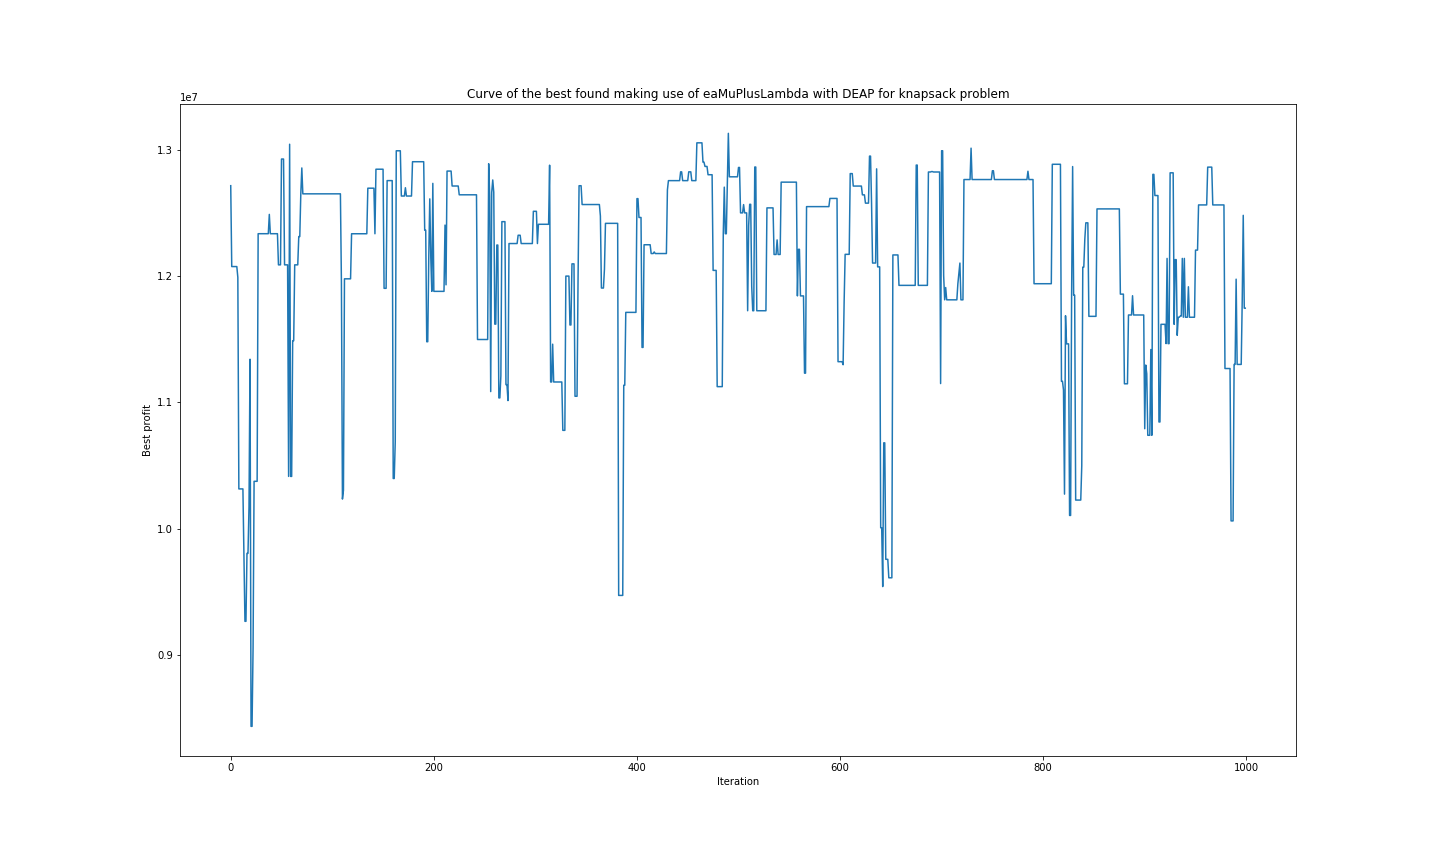 Curve of the best found making use of eaMuPlusLambda with DEAP for knapsack problem
1e7
1.3
1.2
1.1
1.0
0.9
Best profit
0 200 400 600 800 1000
Iteration